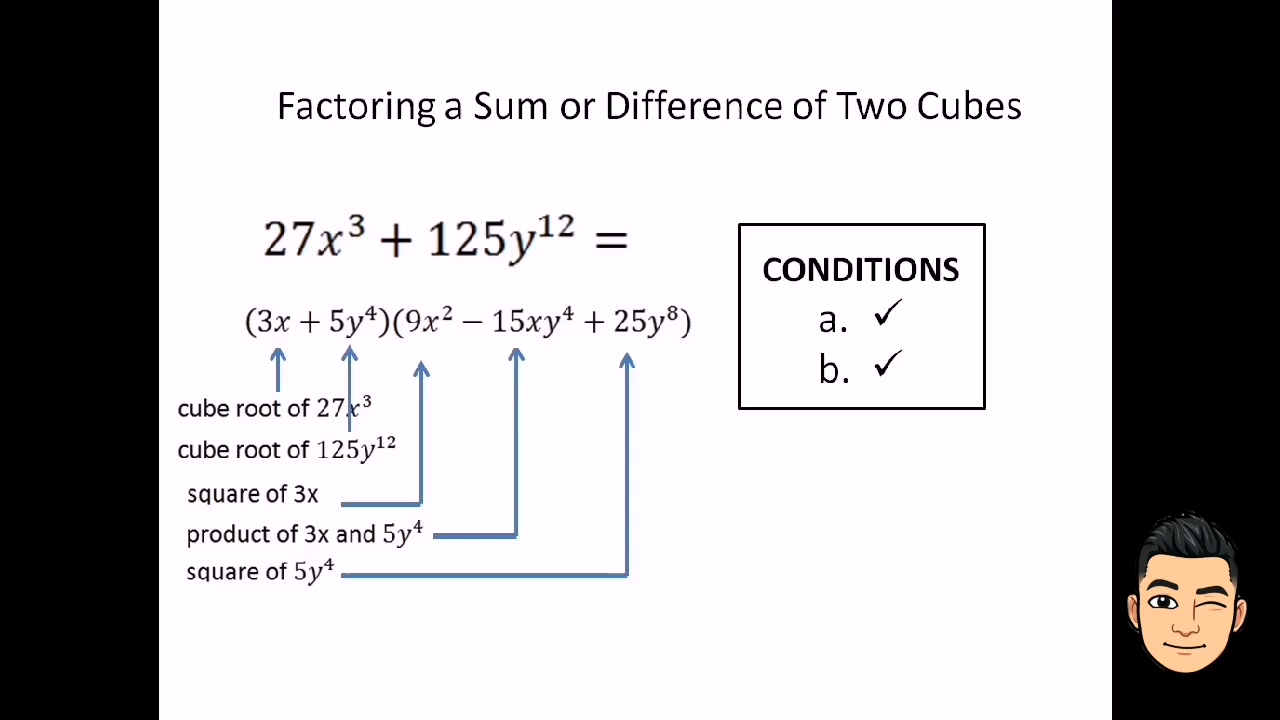 Factoring a Sum or Difference of Two Cubes
27x³ + 125y¹² =
(3x + 5y⁴)(9x² − 15xy⁴ + 25y⁸)
cube root of 27x³
cube root of 125y¹²
square of 3x
product of 3x and 5y⁴
square of 5y⁴
CONDITIONS
a. ✓
b. ✓